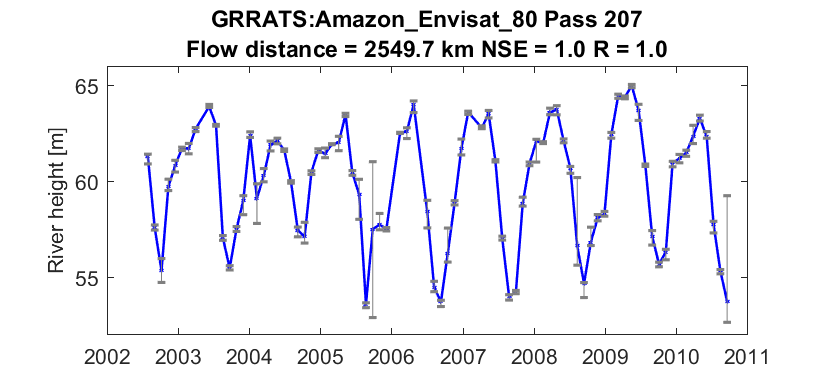 GRRATS:Amazon_Envisat_80 Pass 207
Flow distance = 2549.7 km NSE = 1.0 R = 1.0
River height [m]
65
60
55
2002 2003 2004 2005 2006 2007 2008 2009 2010 2011